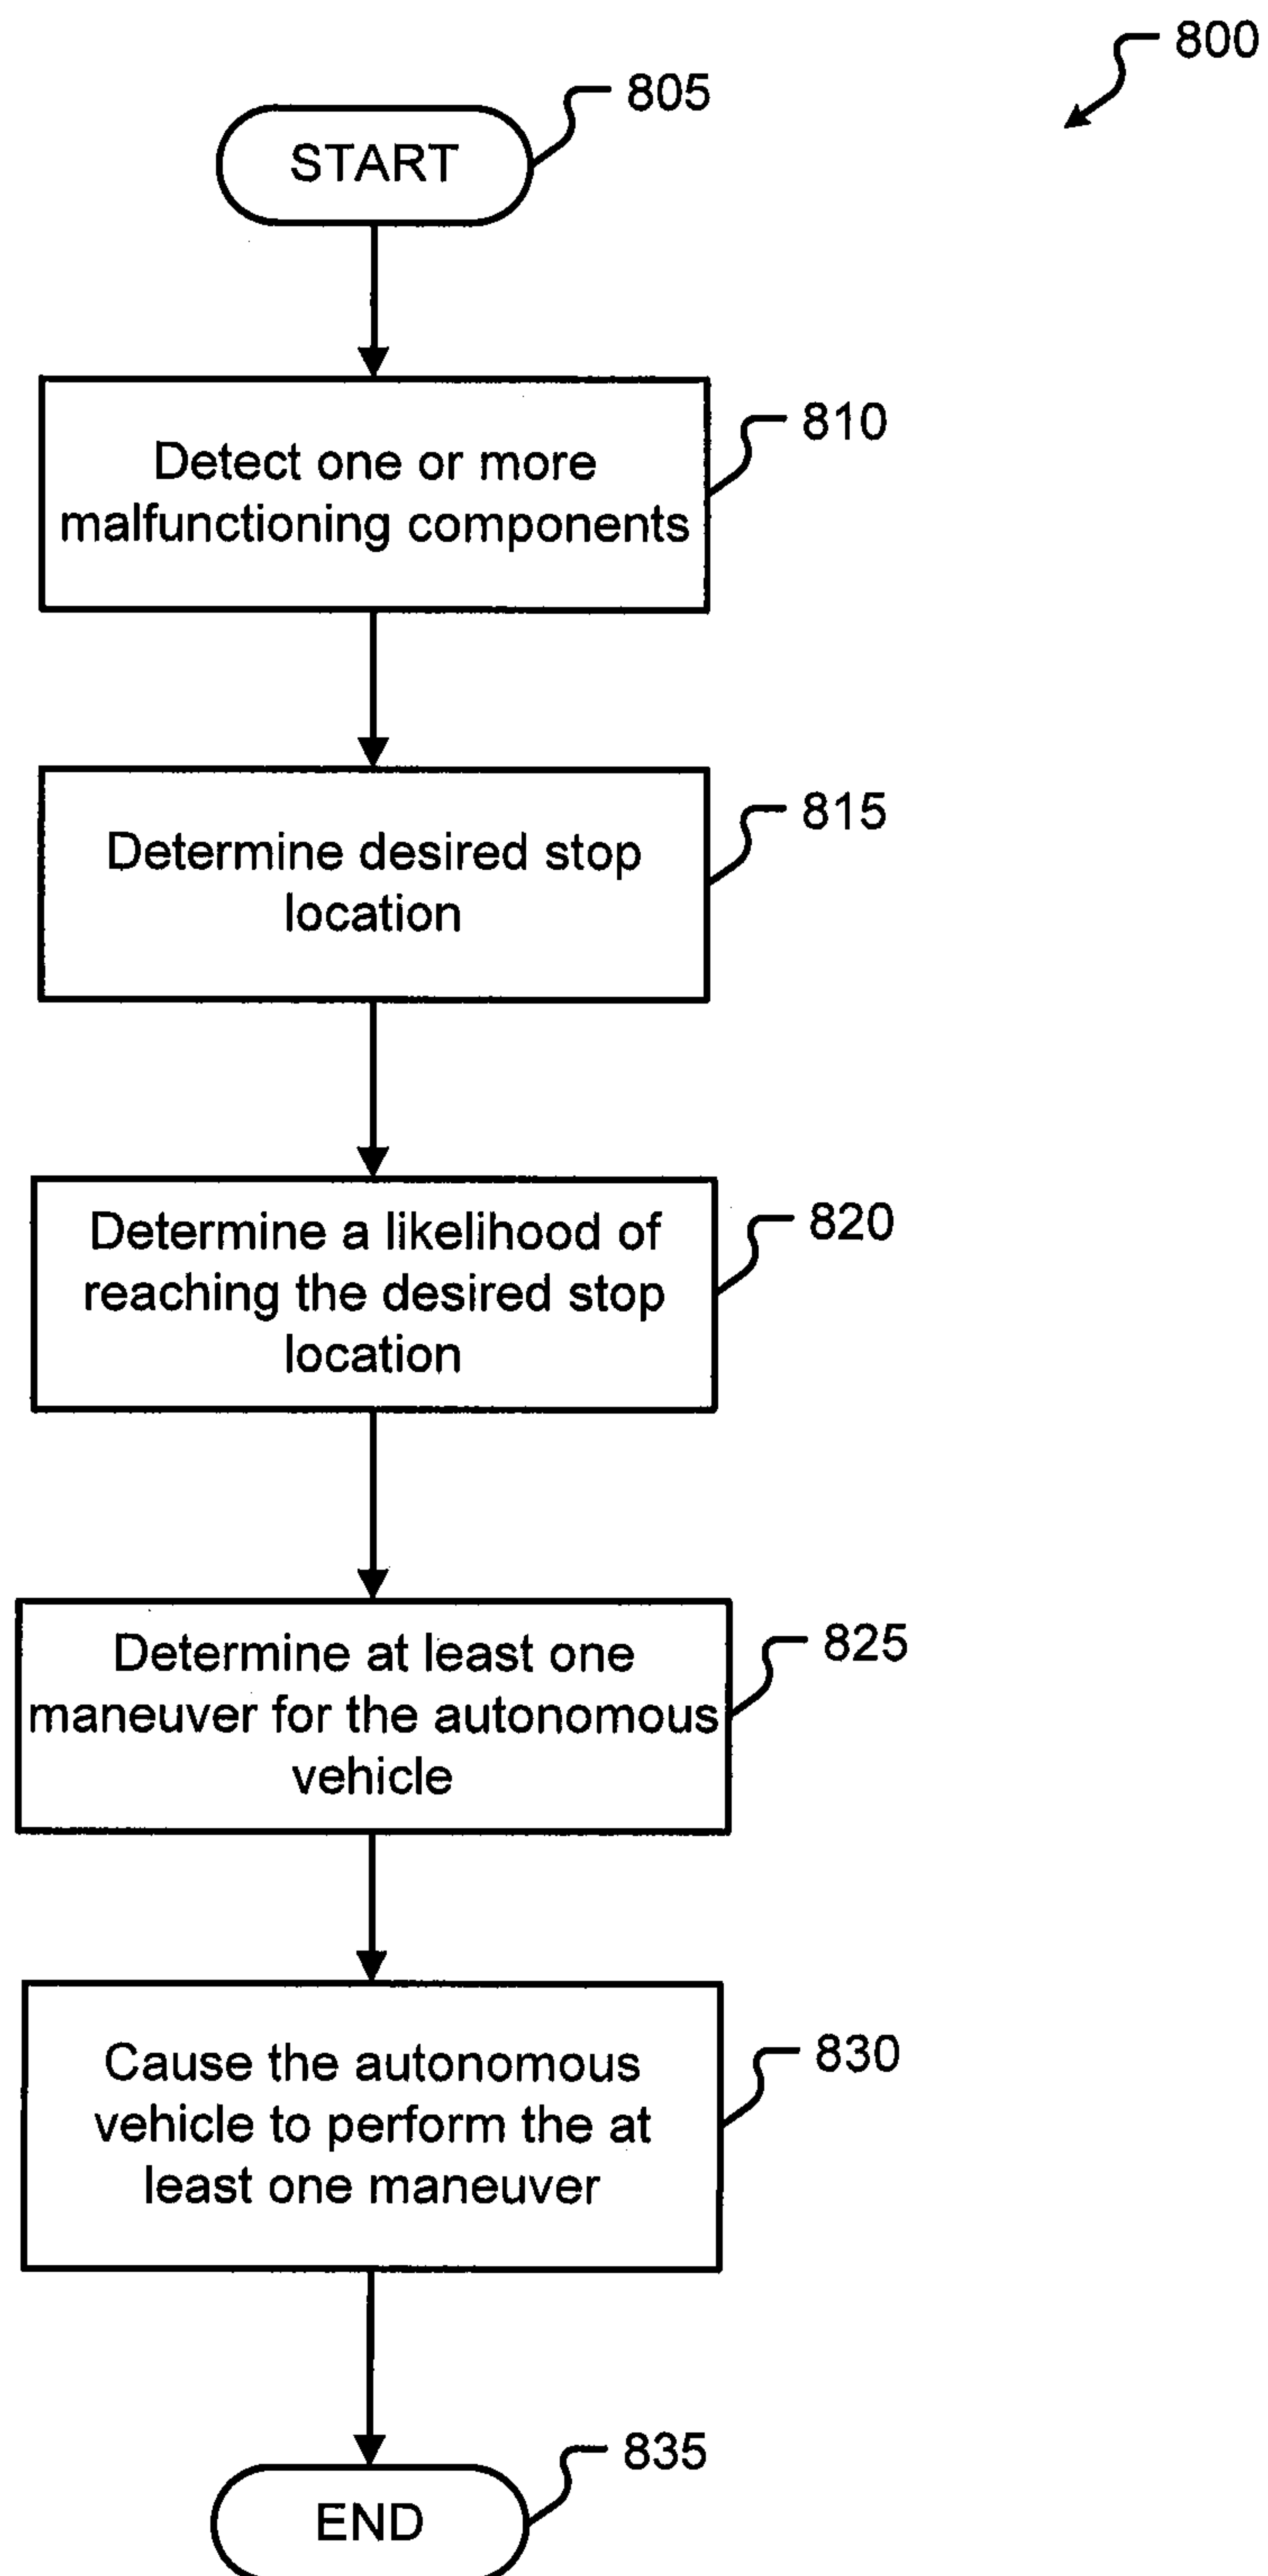 800
805
START
810
Detect one or more
malfunctioning components
815
Determine desired stop
location
820
Determine a likelihood of
reaching the desired stop
location
825
Determine at least one
maneuver for the autonomous
vehicle
830
Cause the autonomous
vehicle to perform the at
least one maneuver
835
END